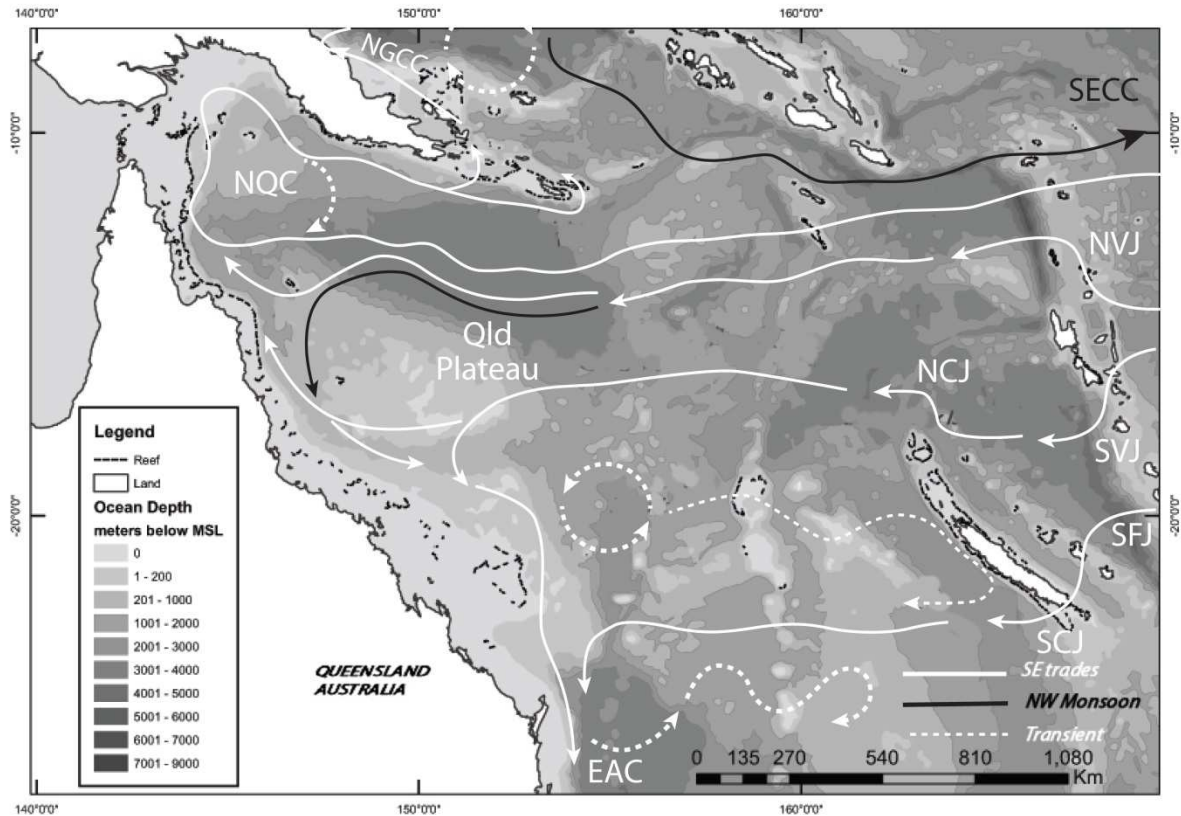 140°0'0"
150°0'0"
160°0'0"
NGCC
SECC
-10°0'0"
-10°0'0"
NQC
NVJ
Qld
Plateau
NCJ
SVJ
-20°0'0"
-20°0'0"
SFJ
SCJ
EAC
QUEENSLAND
AUSTRALIA
Legend
Reef
Land
Ocean Depth
meters below MSL
0
1 - 200
201 - 1000
1001 - 2000
2001 - 3000
3001 - 4000
4001 - 5000
5001 - 6000
6001 - 7000
7001 - 9000
SE trades
NW Monsoon
Transient
0 135 270 540 810 1,080
Km
140°0'0"
150°0'0"
160°0'0"